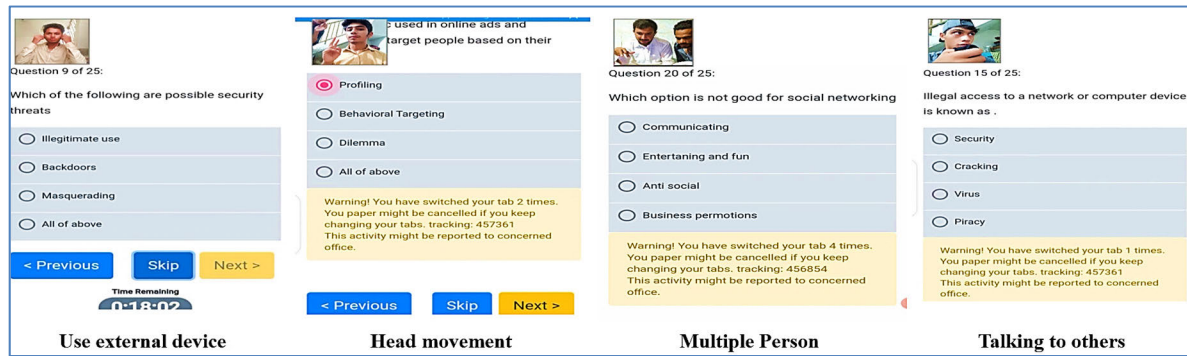 Question 9 of 25:
Which of the following are possible security
threats
Illegitimate use
Backdoors
Masquerading
All of above
< Previous
Skip
Next >
Time Remaining
0:18:02
Use external device
used in online ads and
target people based on their
Profiling
Behavioral Targeting
Dilemma
All of above
Warning! You have switched your tab 2 times.
You paper might be cancelled if you keep
changing your tabs. tracking: 457361
This activity might be reported to concerned
office.
< Previous
Skip
Next >
Head movement
Question 20 of 25:
Which option is not good for social networking
Communicating
Entertaning and fun
Anti social
Business permotions
Warning! You have switched your tab 4 times.
You paper might be cancelled if you keep
changing your tabs. tracking: 456854
This activity might be reported to concerned
office.
Multiple Person
Question 15 of 25:
Illegal access to a network or computer device
is known as .
Security
Cracking
Virus
Piracy
Warning! You have switched your tab 1 times.
You paper might be cancelled if you keep
changing your tabs. tracking: 457361
This activity might be reported to concerned
office.
Talking to others